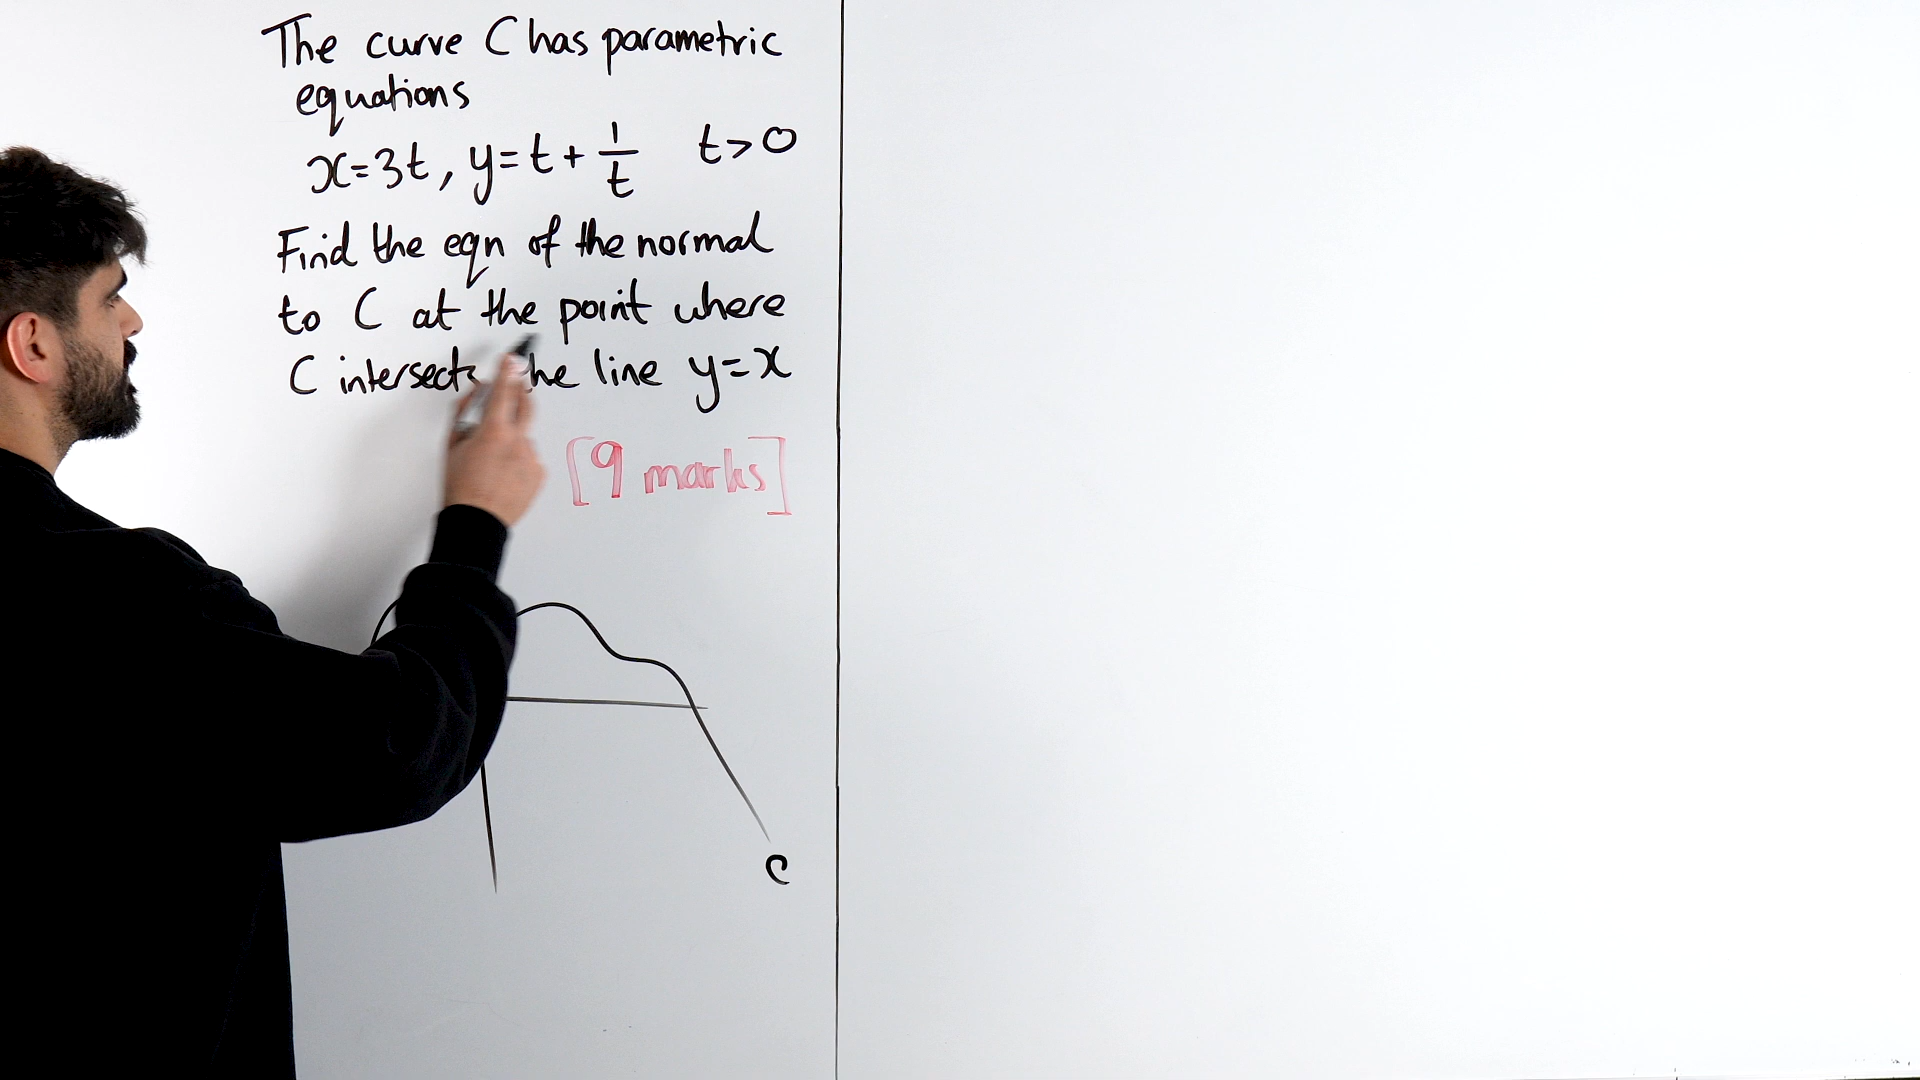 The curve C has parametric
equations
x=3t, y=t+1/t t>0
Find the eqn of the normal
to C at the point where
C intersects the line y=x
[9 marks]
C